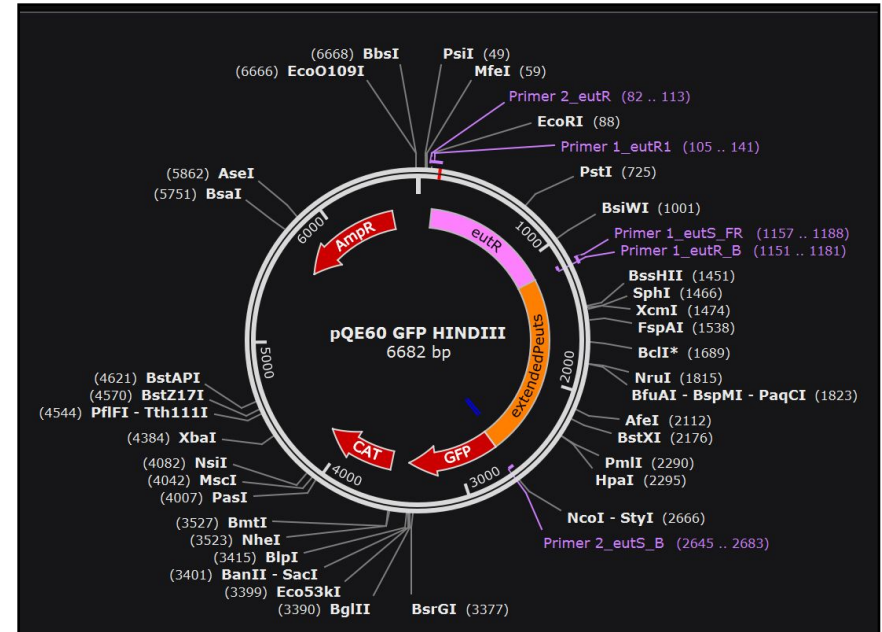 (6668) BbsI
(6666) EcoO109I
PsiI (49)
MfeI (59)
Primer 2_eutR (82 .. 113)
EcoRI (88)
Primer 1_eutR1 (105 .. 141)
PstI (725)
BsiWI (1001)
Primer 1_eutS_FR (1157 .. 1188)
Primer 1_eutR_B (1151 .. 1181)
BssHII (1451)
SphI (1466)
XcmI (1474)
FspAI (1538)
BclI* (1689)
NruI (1815)
BfuAI - BspMI - PaqCI (1823)
AfeI (2112)
BstXI (2176)
PmlI (2290)
HpaI (2295)
NcoI - StyI (2666)
Primer 2_eutS_B (2645 .. 2683)
BsrGI (3377)
(3390) BglII
(3399) Eco53kI
(3401) BanII - SacI
(3415) BlpI
(3523) NheI
(3527) BmtI
(4007) PasI
(4042) MscI
(4082) NsiI
(4384) XbaI
(4544) PflFI - Tth111I
(4570) BstZ17I
(4621) BstAPI
(5751) BsaI
(5862) AseI
1000
2000
3000
4000
5000
6000
AmpR
eutR
extendedPeuts
GFP
CAT
pQE60 GFP HINDIII
6682 bp